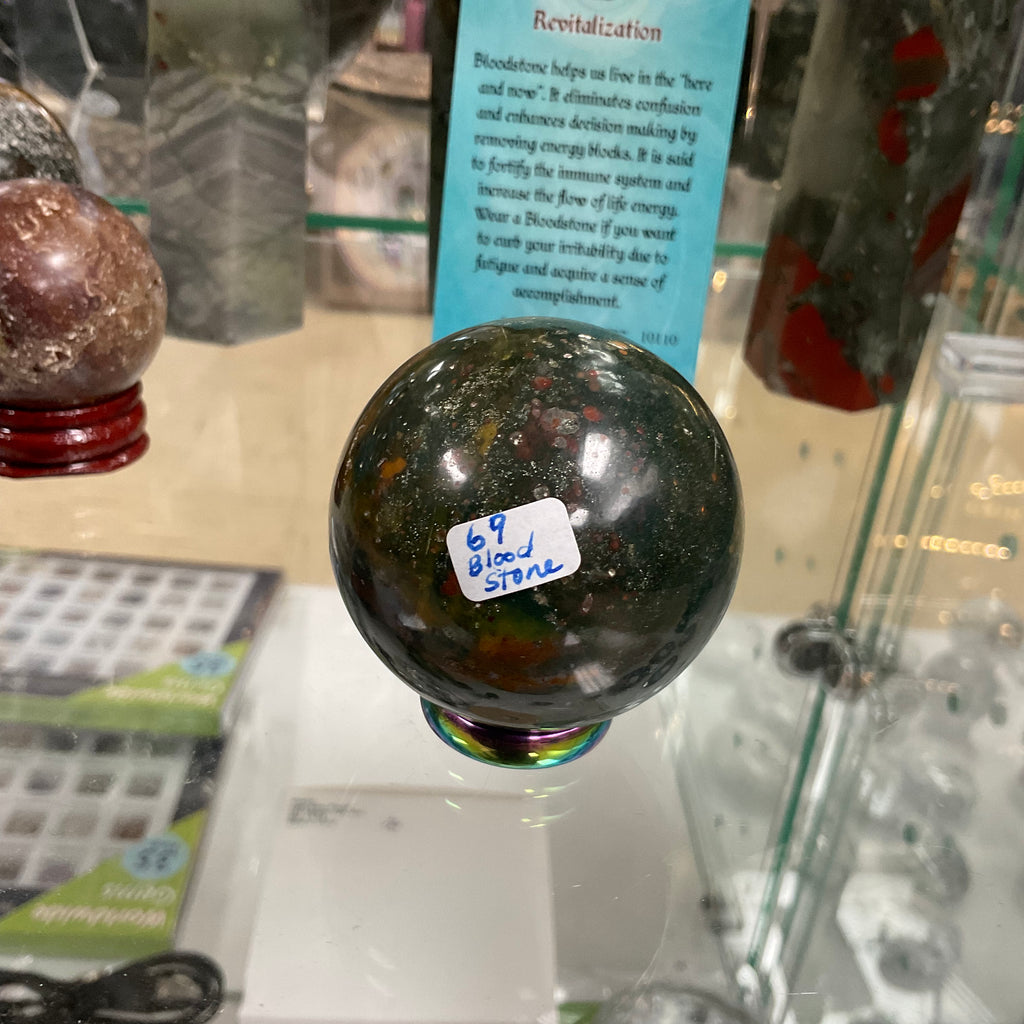 Revitalization
Bloodstone helps us live in the "here
and now". It eliminates confusion
and enhances decision making by
removing energy blocks. It is said
to fortify the immune system and
increase the flow of life energy.
Wear a Bloodstone if you want
to curb your irritability due to
fatigue and acquire a sense of
accomplishment.
10110
69
Blood
Stone
Worldwide